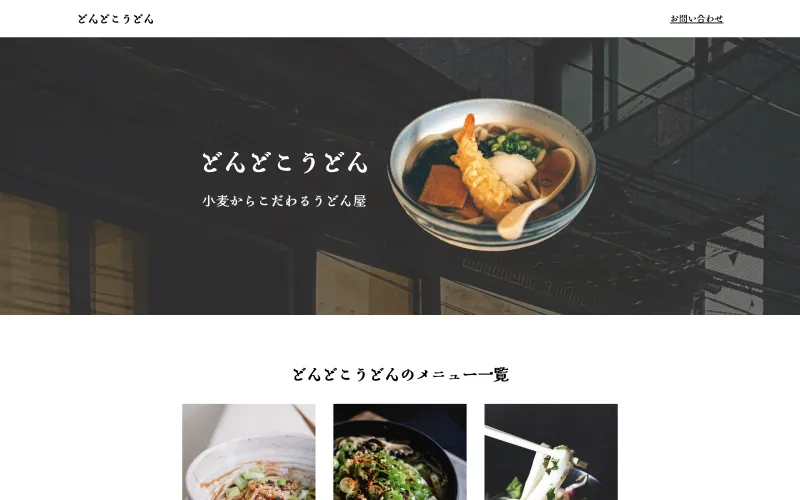 どんどこうどん
お問い合わせ
どんどこうどん
小麦からこだわるうどん屋
どんどこうどんのメニュー一覧